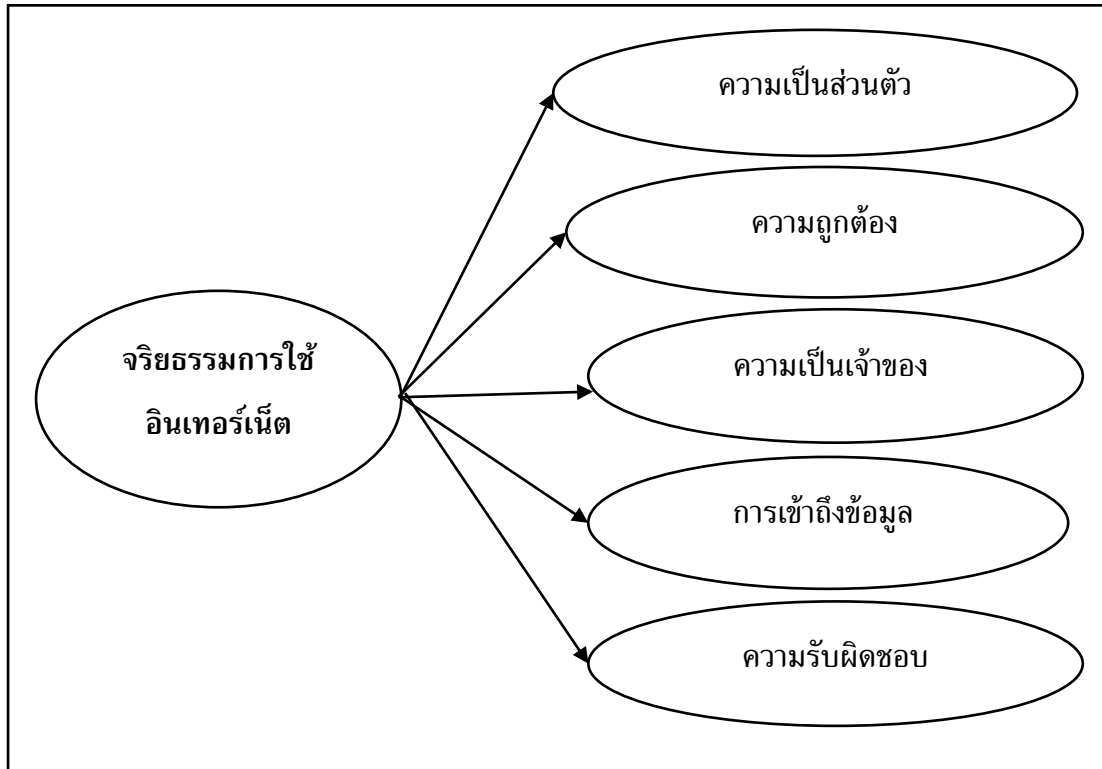 ความเป็นส่วนตัว
ความถูกต้อง
จริยธรรมการใช้
อินเทอร์เน็ต
ความเป็นเจ้าของ
การเข้าถึงข้อมูล
ความรับผิดชอบ